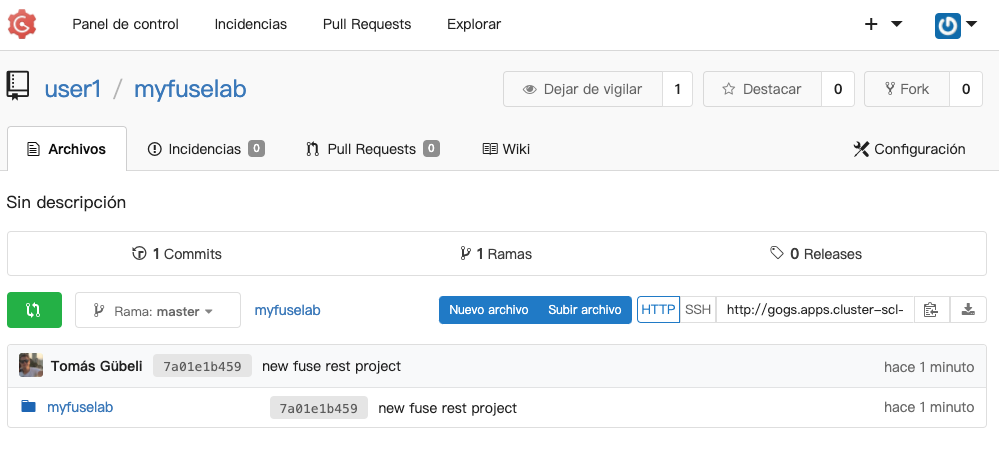 Panel de control Incidencias Pull Requests Explorar
user1 / myfuselab Dejar de vigilar 1 Destacar 0 Fork 0
Archivos Incidencias 0 Pull Requests 0 Wiki Configuración
Sin descripción
1 Commits 1 Ramas 0 Releases
Rama: master myfuselab Nuevo archivo Subir archivo HTTP SSH http://gogs.apps.cluster-scl-
Tomás Gübeli 7a01e1b459 new fuse rest project hace 1 minuto
myfuselab 7a01e1b459 new fuse rest project hace 1 minuto